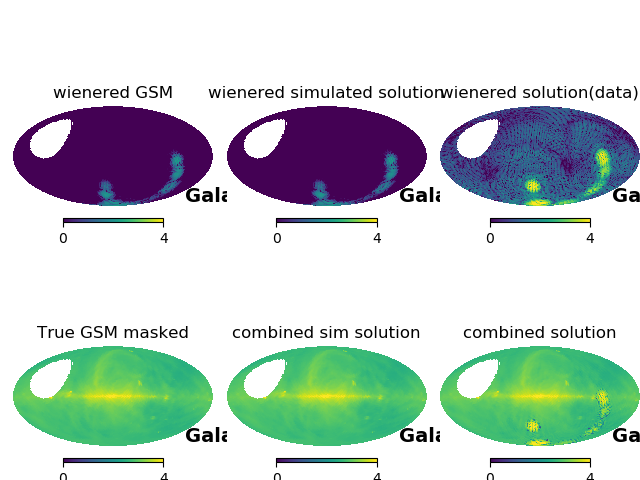 wienered GSM
wienered simulated solution
wienered solution(data)
Gala
Gala
Ga
0 4
0 4
0 4
True GSM masked
combined sim solution
combined solution
Gala
Gala
Ga
0 4
0 4
0 4